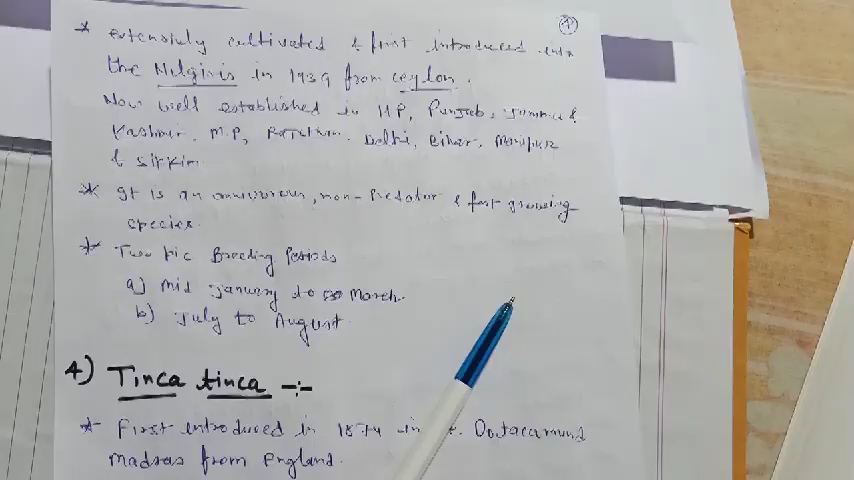 * extensively cultivated & first introduced into
the Nilgiris in 1939 from ceylon.
Now well established in HP, Punjab, Jammu &
Kashmir, M.P, Rajasthan, Delhi, Bihar, Manipur
& Sikkim
* It is an omnivorous, non-Predator & fast growing
species.
* Two pic Breeding Periods
a) Mid January to March.
b) July to August.
4) Tinca tinca :-
* First introduced in 1874 in Ootacamund
Madras from England.